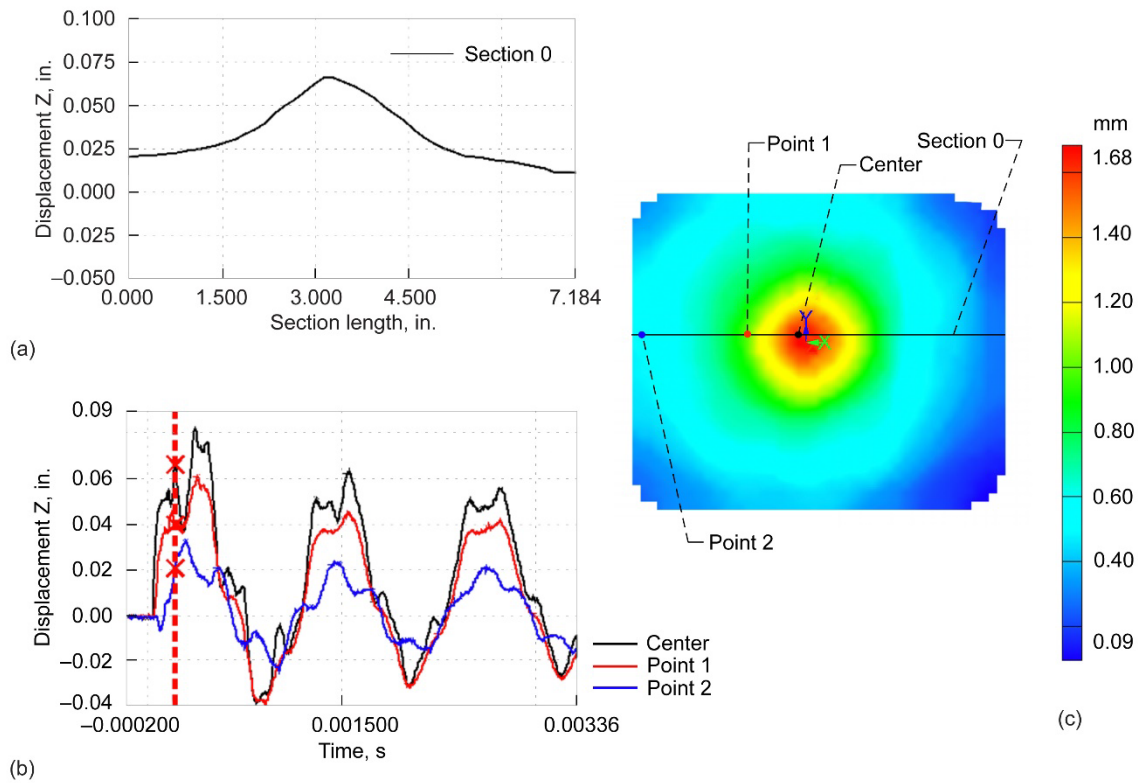 0.100
0.075
0.050
0.025
0.000
−0.025
−0.050
Displacement Z, in.
Section 0
0.000
1.500
3.000
4.500
7.184
Section length, in.
(a)
0.09
0.06
0.04
0.02
0.00
−0.02
−0.04
Displacement Z, in.
−0.000200
0.001500
0.00336
Time, s
Center
Point 1
Point 2
(b)
Point 1
Center
Section 0
Y
X
Point 2
mm
1.68
1.40
1.20
1.00
0.80
0.60
0.40
0.09
(c)